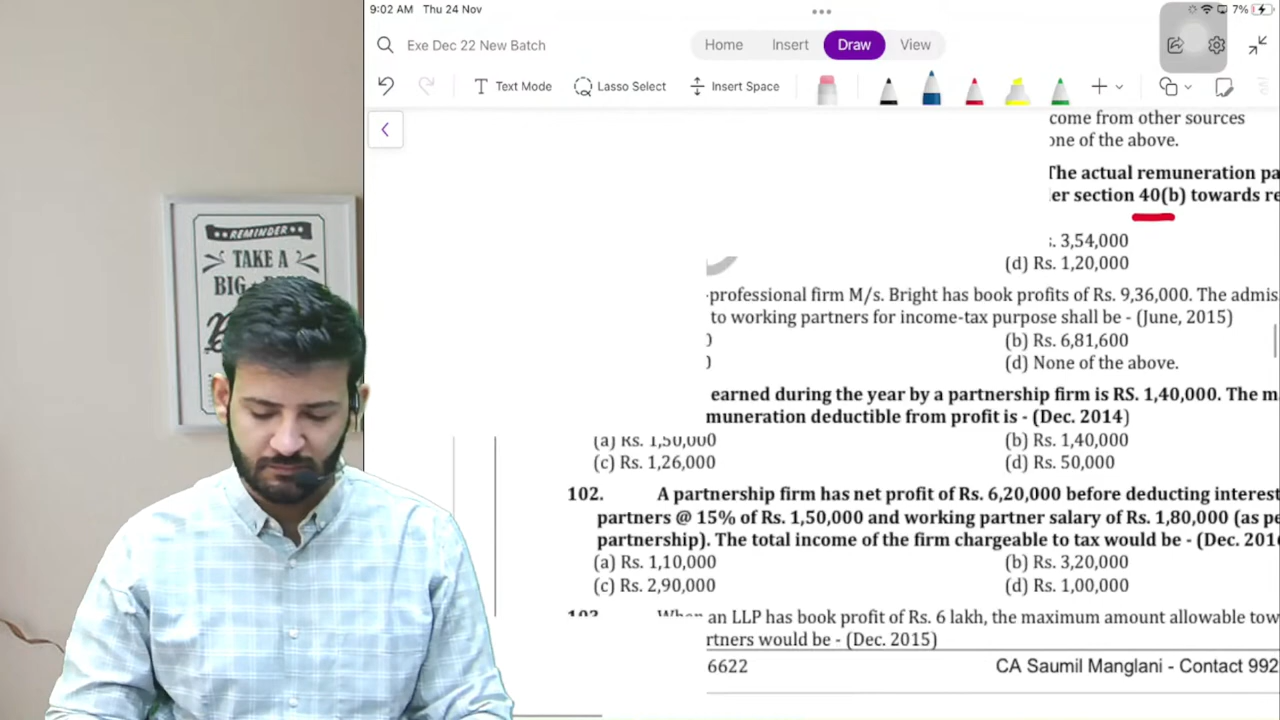 9:02 AM Thu 24 Nov
7%
Exe Dec 22 New Batch
Home Insert Draw View
Text Mode Lasso Select Insert Space
come from other sources
one of the above.
The actual remuneration pa
er section 40(b) towards re
. 3,54,000
(d) Rs. 1,20,000
-professional firm M/s. Bright has book profits of Rs. 9,36,000. The admis
to working partners for income-tax purpose shall be - (June, 2015)
(b) Rs. 6,81,600
(d) None of the above.
earned during the year by a partnership firm is RS. 1,40,000. The m
muneration deductible from profit is - (Dec. 2014)
(a) Rs. 1,50,000 (b) Rs. 1,40,000
(c) Rs. 1,26,000 (d) Rs. 50,000
102. A partnership firm has net profit of Rs. 6,20,000 before deducting interest
partners @ 15% of Rs. 1,50,000 and working partner salary of Rs. 1,80,000 (as pe
partnership). The total income of the firm chargeable to tax would be - (Dec. 201
(a) Rs. 1,10,000 (b) Rs. 3,20,000
(c) Rs. 2,90,000 (d) Rs. 1,00,000
103. When an LLP has book profit of Rs. 6 lakh, the maximum amount allowable tow
rtners would be - (Dec. 2015)
6622 CA Saumil Manglani - Contact 992
REMINDER
TAKE A
BIG